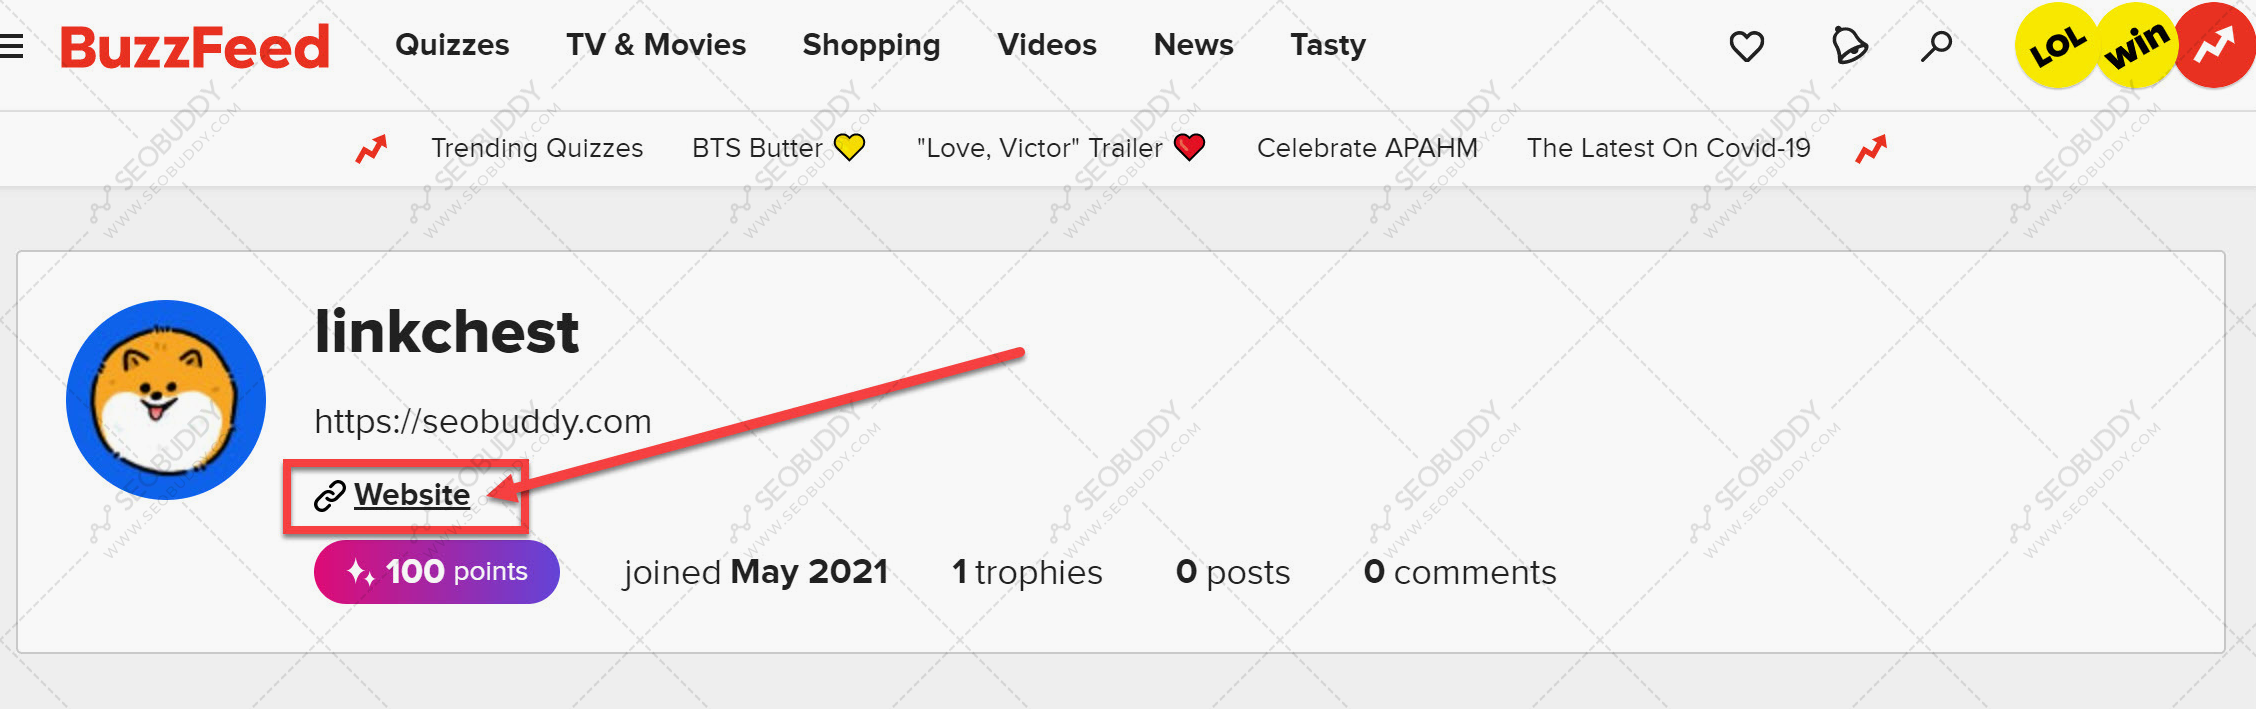 BuzzFeed Quizzes TV & Movies Shopping Videos News Tasty LOL win
Trending Quizzes BTS Butter "Love, Victor" Trailer Celebrate APAHM The Latest On Covid-19
linkchest
https://seobuddy.com
Website
100 points joined May 2021 1 trophies 0 posts 0 comments
SEOBUDDY
WWW.SEOBUDDY.COM